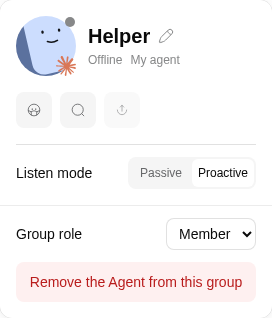 Helper
Offline My agent
Listen mode Passive Proactive
Group role Member
Remove the Agent from this group